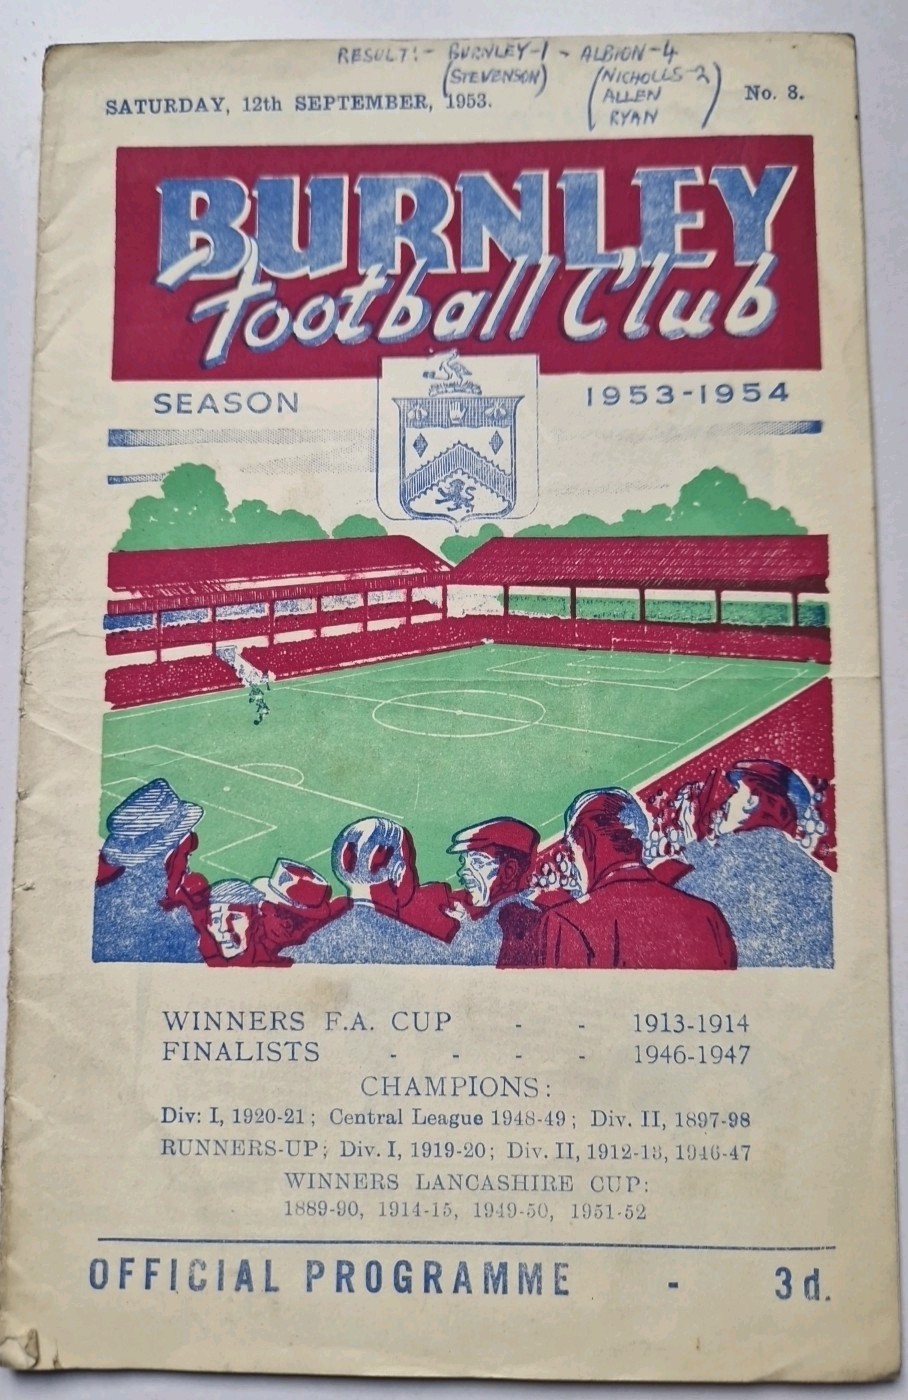 RESULT:- BURNLEY-1 - ALBION-4
(STEVENSON) (NICHOLLS-2)
ALLEN
RYAN
SATURDAY, 12th SEPTEMBER, 1953. No. 8.
BURNLEY
Football Club
SEASON 1953-1954
WINNERS F.A. CUP - - 1913-1914
FINALISTS - - - - 1946-1947
CHAMPIONS:
Div: I, 1920-21; Central League 1948-49; Div. II, 1897-98
RUNNERS-UP; Div. I, 1919-20; Div. II, 1912-13, 1946-47
WINNERS LANCASHIRE CUP:
1889-90, 1914-15, 1949-50, 1951-52
OFFICIAL PROGRAMME - 3d.